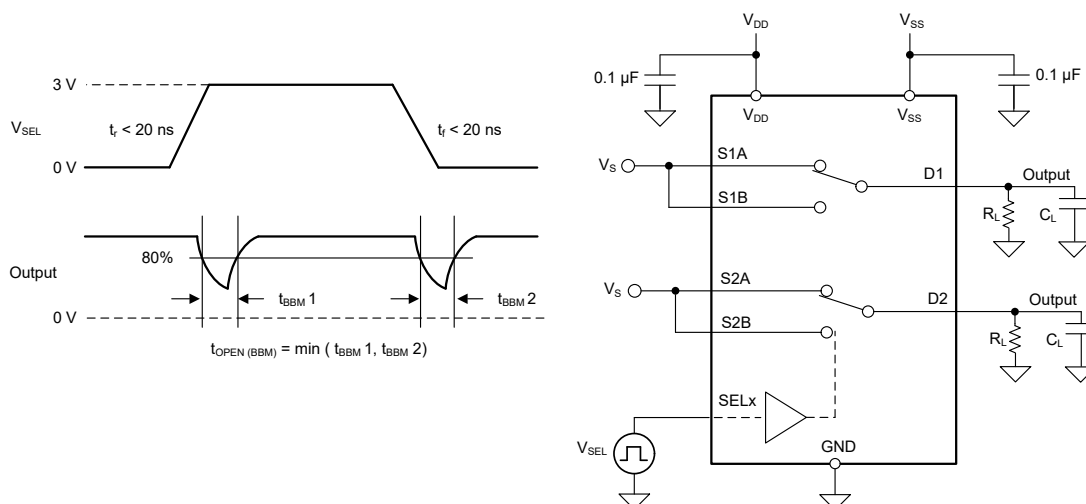 3 V
V_SEL
t_r < 20 ns
t_f < 20 ns
0 V
80%
Output
t_BBM 1
t_BBM 2
0 V
t_OPEN (BBM) = min ( t_BBM 1, t_BBM 2)
V_DD
V_SS
0.1 µF
0.1 µF
V_DD
V_SS
V_S
S1A
D1
Output
S1B
R_L
C_L
V_S
S2A
D2
Output
S2B
R_L
C_L
SELx
V_SEL
GND